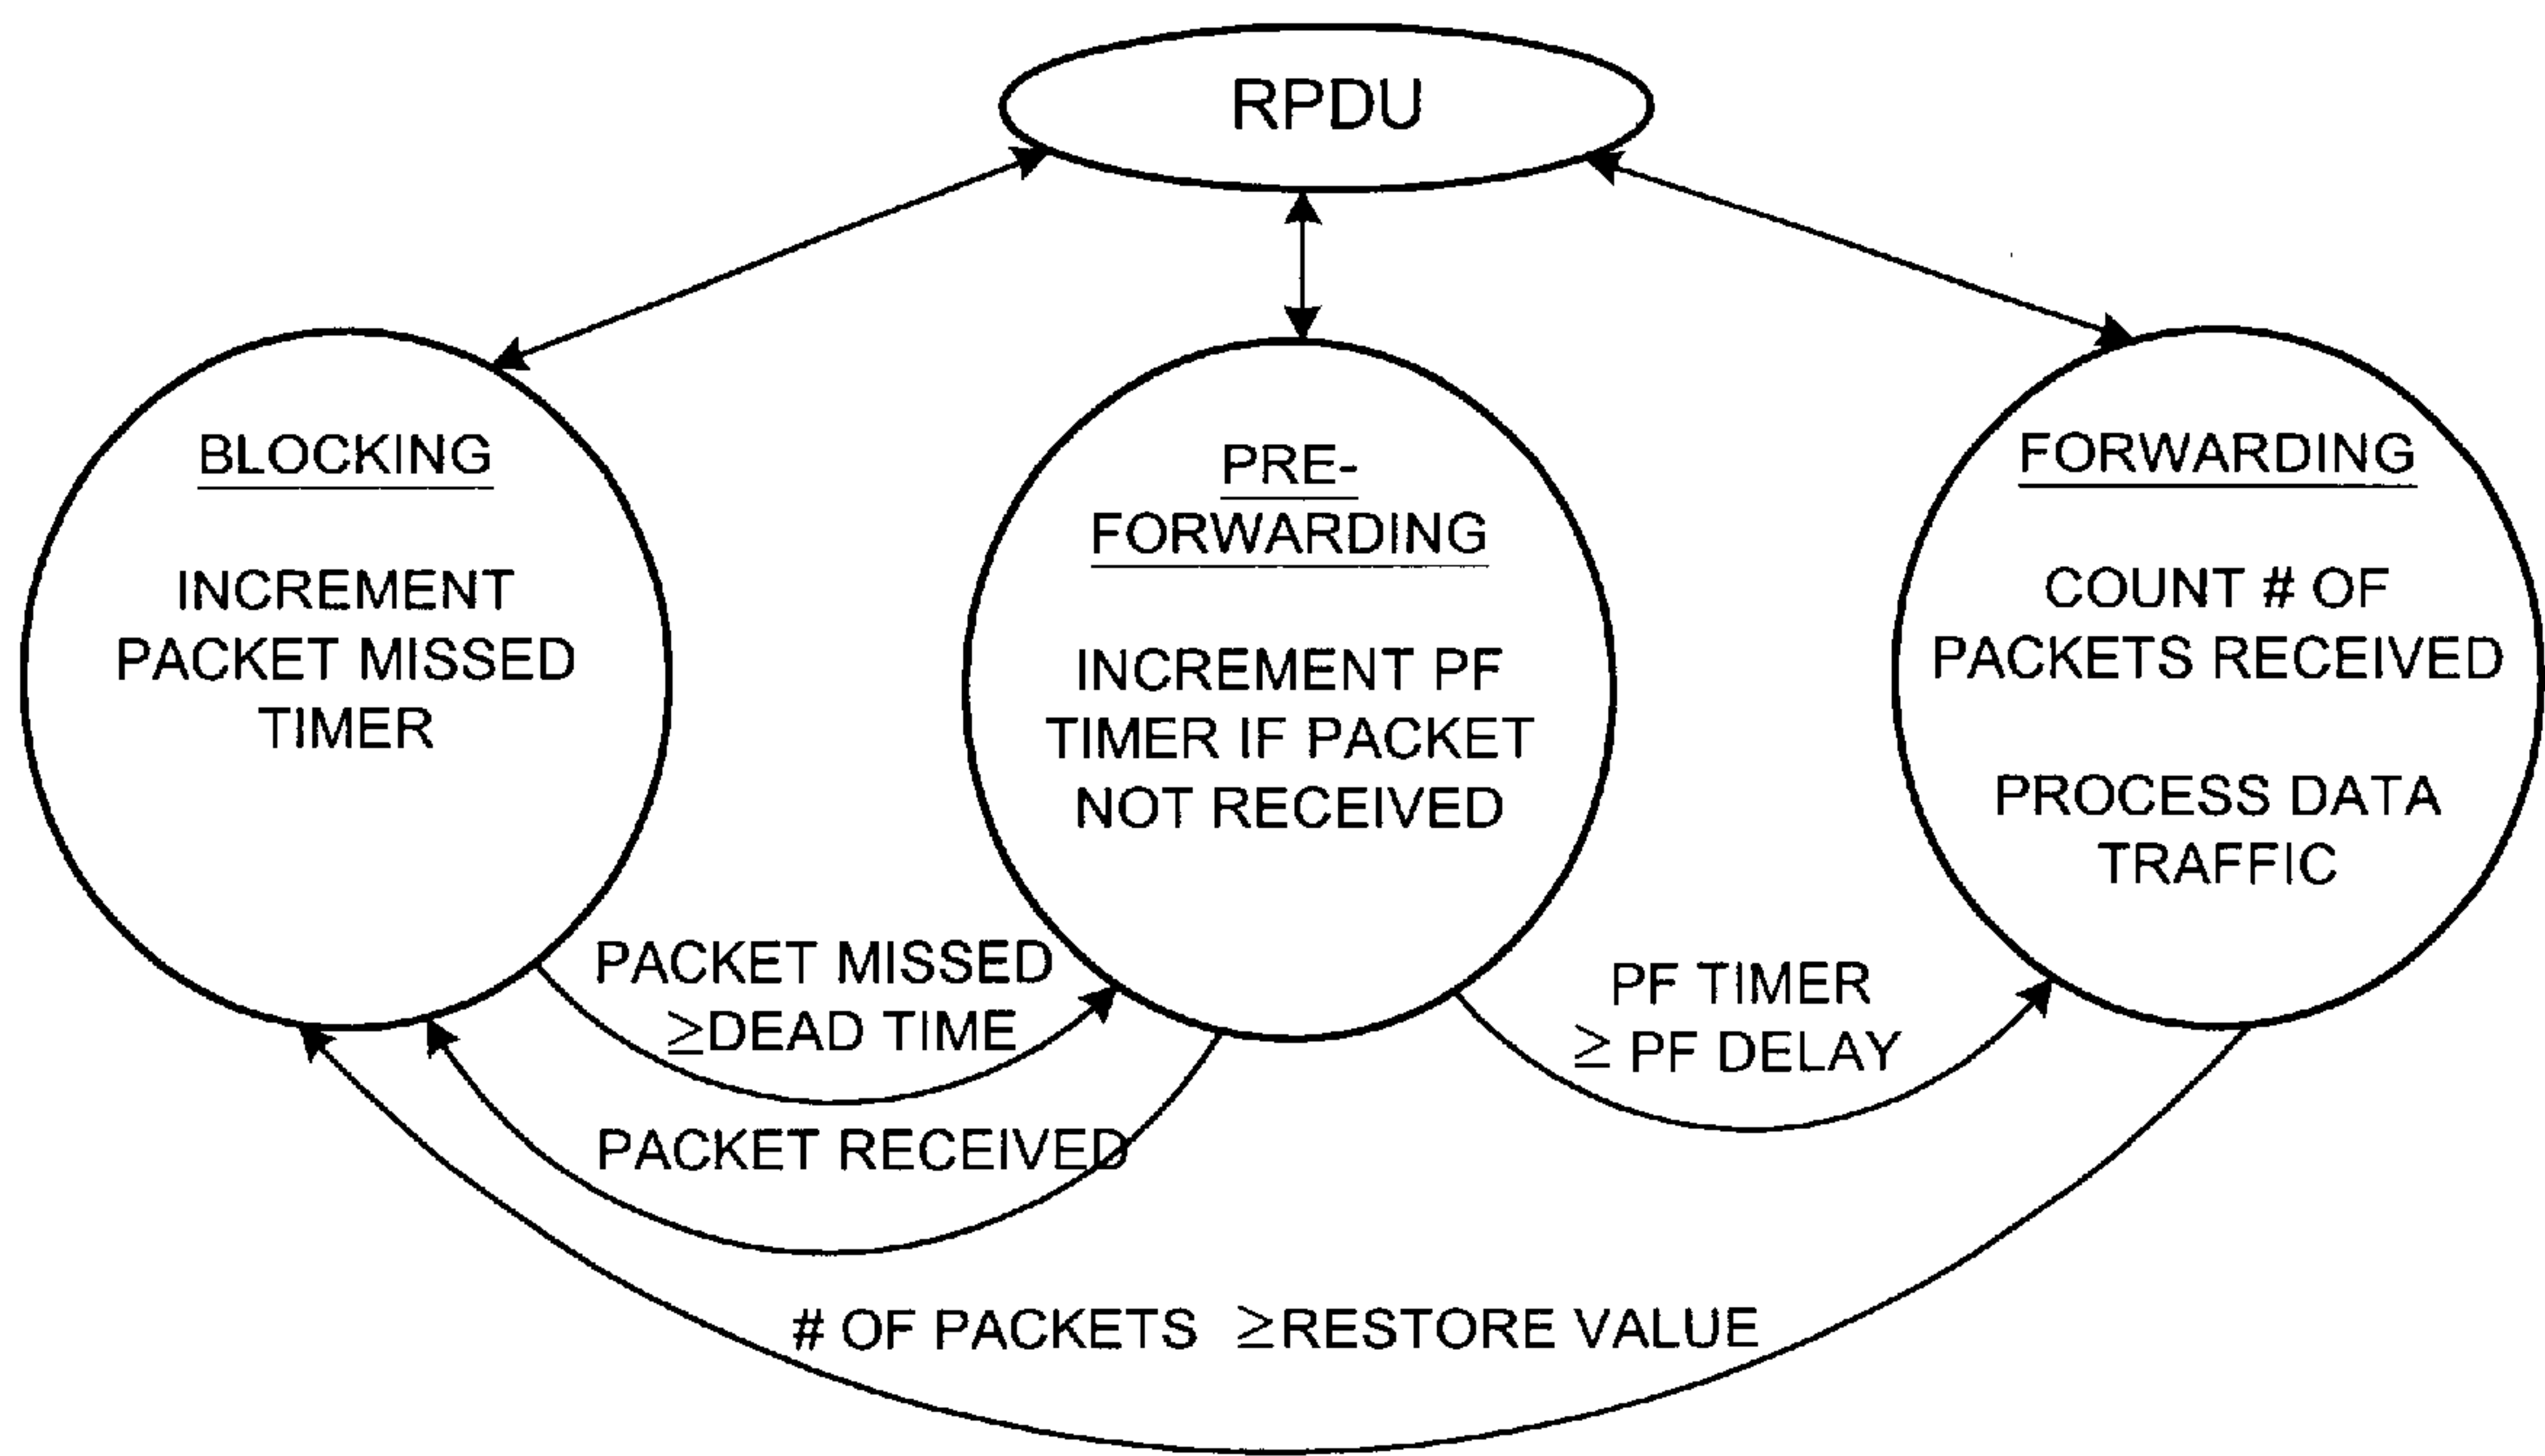 RPDU
BLOCKING
INCREMENT
PACKET MISSED
TIMER
PRE-
FORWARDING
INCREMENT PF
TIMER IF PACKET
NOT RECEIVED
FORWARDING
COUNT # OF
PACKETS RECEIVED
PROCESS DATA
TRAFFIC
PACKET MISSED
≥DEAD TIME
PF TIMER
≥ PF DELAY
PACKET RECEIVED
# OF PACKETS ≥RESTORE VALUE